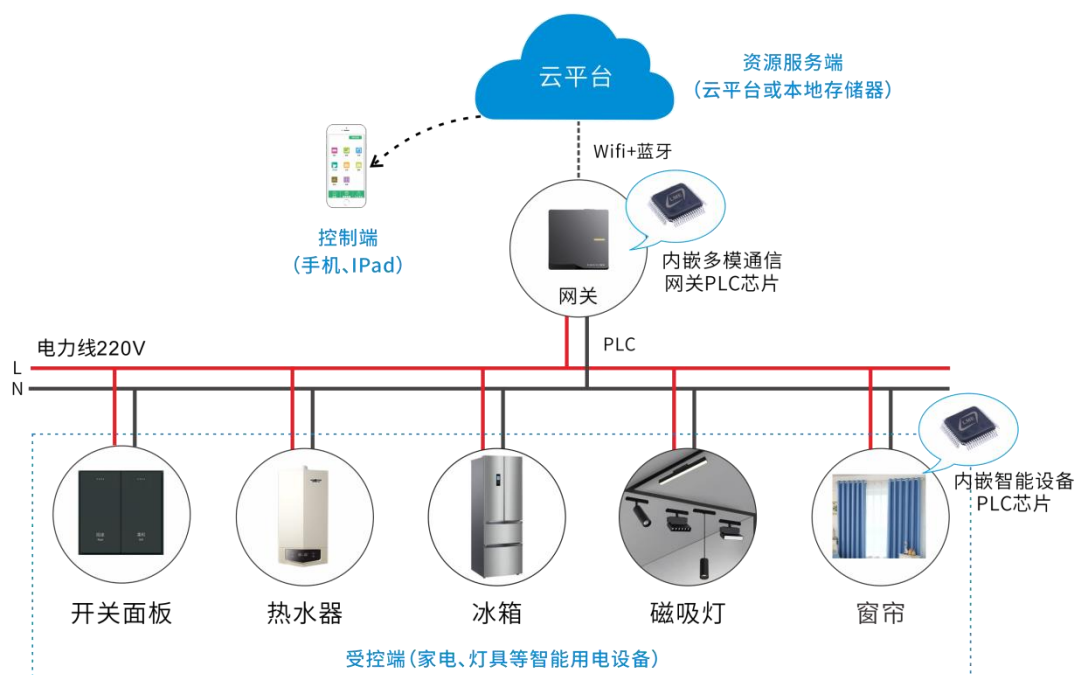 云平台
资源服务端
（云平台或本地存储器）
Wifi+蓝牙
控制端
（手机、IPad）
网关
内嵌多模通信
网关PLC芯片
电力线220V
PLC
L
N
内嵌智能设备
PLC芯片
开关面板
热水器
冰箱
磁吸灯
窗帘
受控端（家电、灯具等智能用电设备）